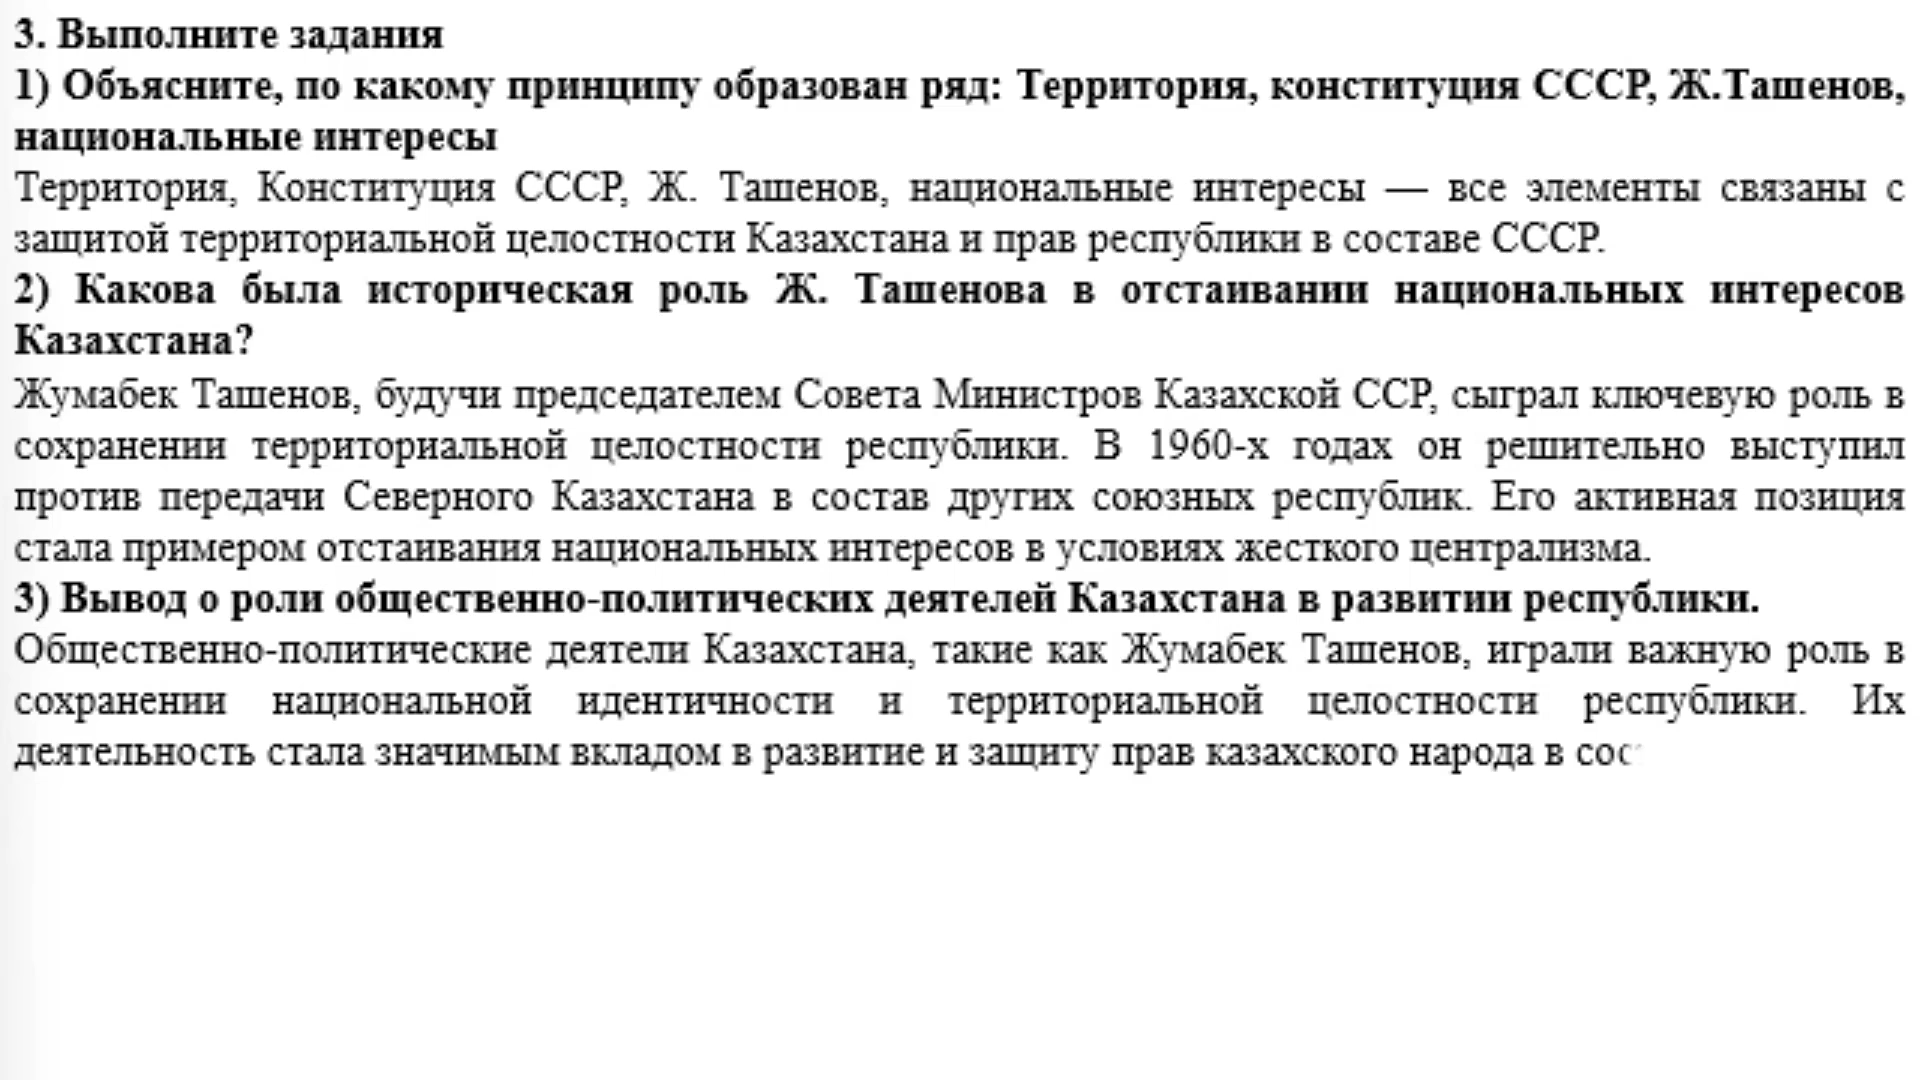 3. Выполните задания
1) Объясните, по какому принципу образован ряд: Территория, конституция СССР, Ж.Ташенов,
национальные интересы
Территория, Конституция СССР, Ж. Ташенов, национальные интересы — все элементы связаны с
защитой территориальной целостности Казахстана и прав республики в составе СССР.
2) Какова была историческая роль Ж. Ташенова в отстаивании национальных интересов
Казахстана?
Жумабек Ташенов, будучи председателем Совета Министров Казахской ССР, сыграл ключевую роль в
сохранении территориальной целостности республики. В 1960-х годах он решительно выступил
против передачи Северного Казахстана в состав других союзных республик. Его активная позиция
стала примером отстаивания национальных интересов в условиях жесткого централизма.
3) Вывод о роли общественно-политических деятелей Казахстана в развитии республики.
Общественно-политические деятели Казахстана, такие как Жумабек Ташенов, играли важную роль в
сохранении национальной идентичности и территориальной целостности республики. Их
деятельность стала значимым вкладом в развитие и защиту прав казахского народа в